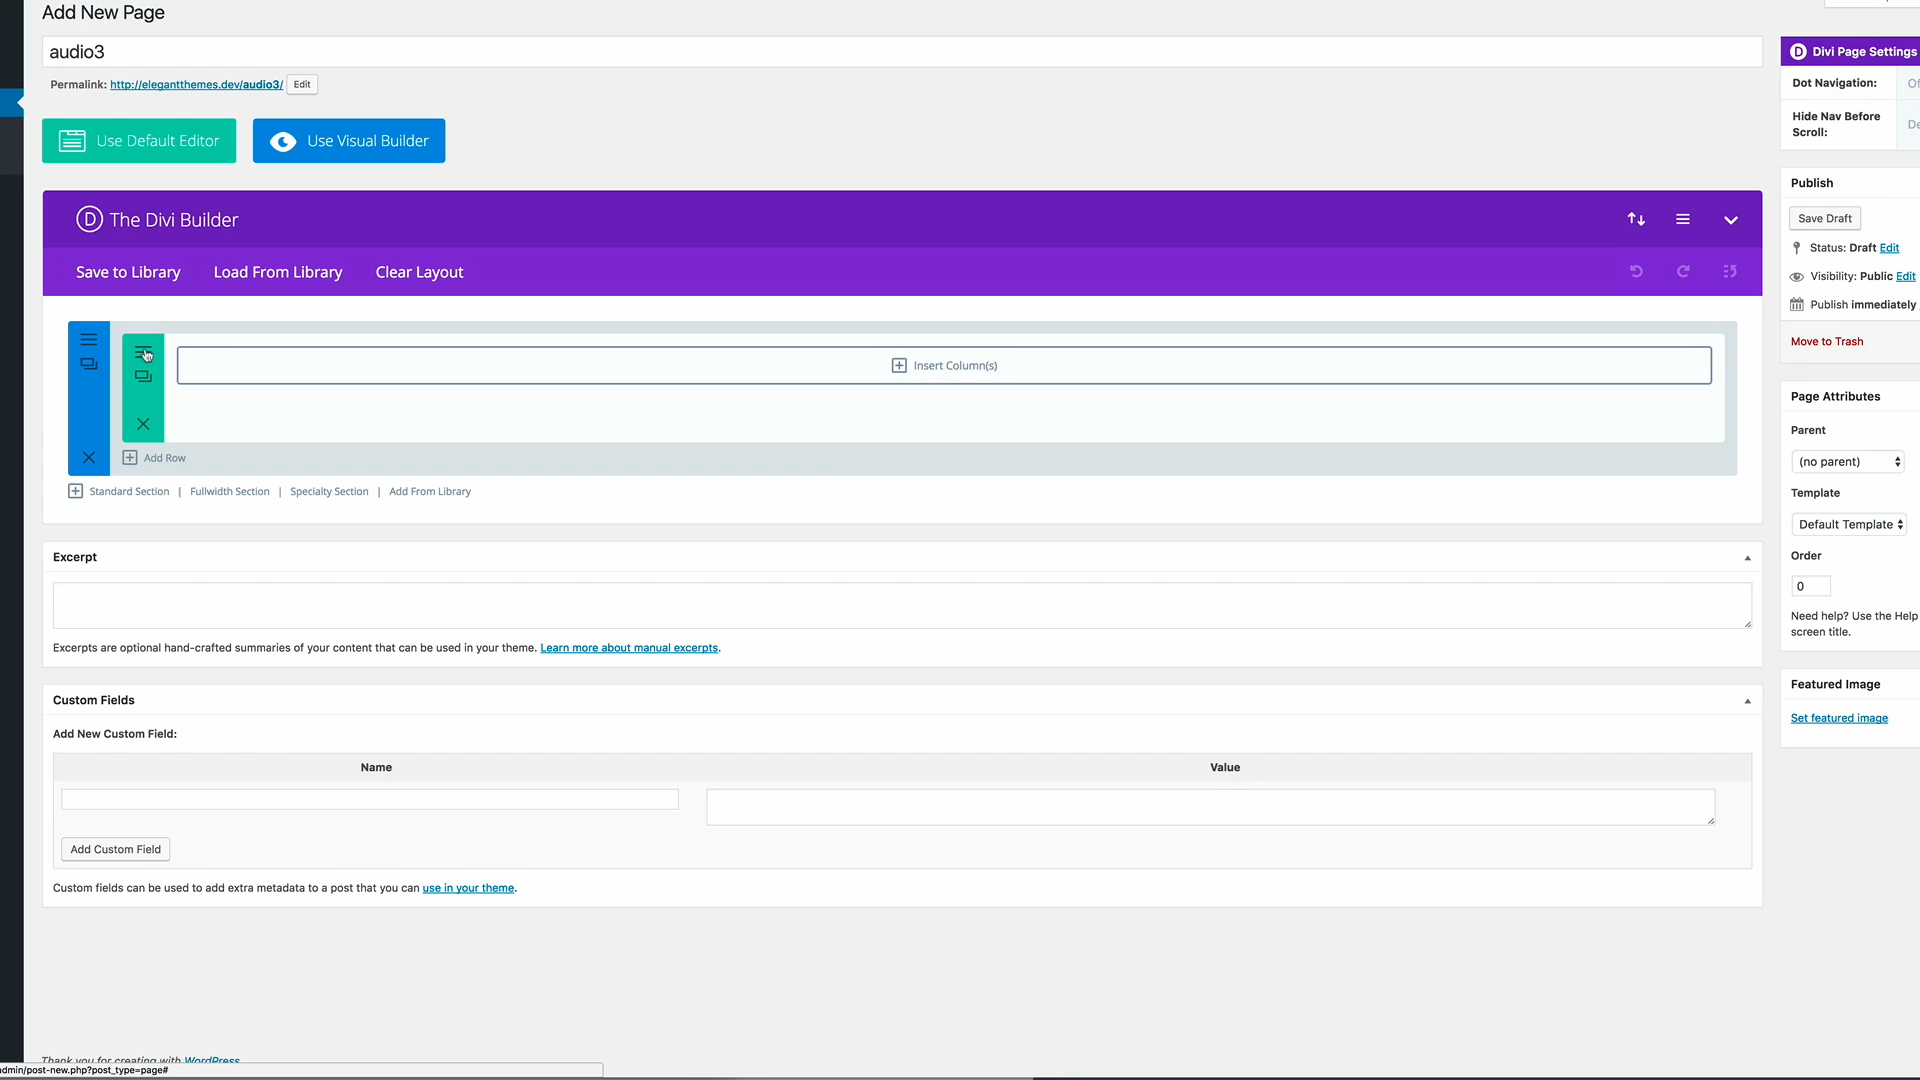 Add New Page
audio3
Permalink: http://elegantthemes.dev/audio3/ Edit
Use Default Editor
Use Visual Builder
The Divi Builder
Save to Library
Load From Library
Clear Layout
Insert Column(s)
Add Row
Standard Section | Fullwidth Section | Specialty Section | Add From Library
Excerpt
Excerpts are optional hand-crafted summaries of your content that can be used in your theme. Learn more about manual excerpts.
Custom Fields
Add New Custom Field:
Name
Value
Add Custom Field
Custom fields can be used to add extra metadata to a post that you can use in your theme.
Thank you for creating with WordPress
admin/post-new.php?post_type=page#
Divi Page Settings
Dot Navigation:
Hide Nav Before
Scroll:
Publish
Save Draft
Status: Draft Edit
Visibility: Public Edit
Publish immediately
Move to Trash
Page Attributes
Parent
(no parent)
Template
Default Template
Order
0
Need help? Use the Help
screen title.
Featured Image
Set featured image